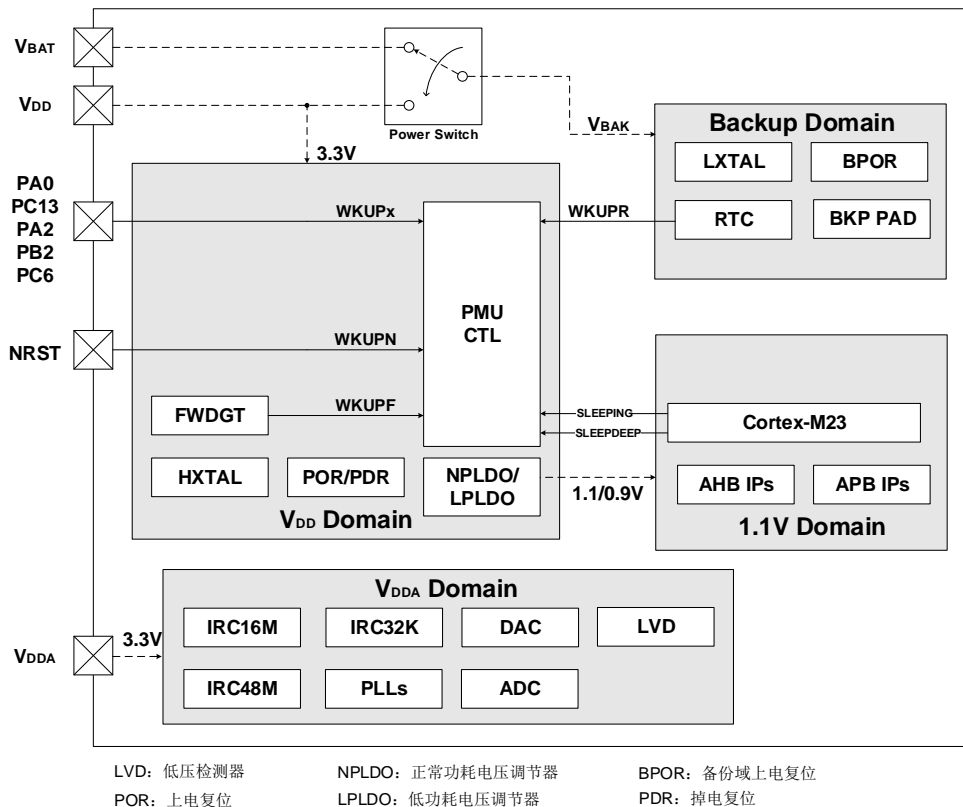 VBAT
VDD
Power Switch
VBAK
3.3V
Backup Domain
LXTAL
BPOR
RTC
BKP PAD
PA0
PC13
PA2
PB2
PC6
WKUPx
WKUPR
PMU
CTL
NRST
WKUPN
FWDGT
WKUPF
SLEEPING
SLEEPDEEP
Cortex-M23
HXTAL
POR/PDR
NPLDO/
LPLDO
1.1/0.9V
AHB IPs
APB IPs
VDD Domain
1.1V Domain
VDDA Domain
VDDA
3.3V
IRC16M
IRC32K
DAC
LVD
IRC48M
PLLs
ADC
LVD：低压检测器
NPLDO：正常功耗电压调节器
BPOR：备份域上电复位
POR：上电复位
LPLDO：低功耗电压调节器
PDR：掉电复位